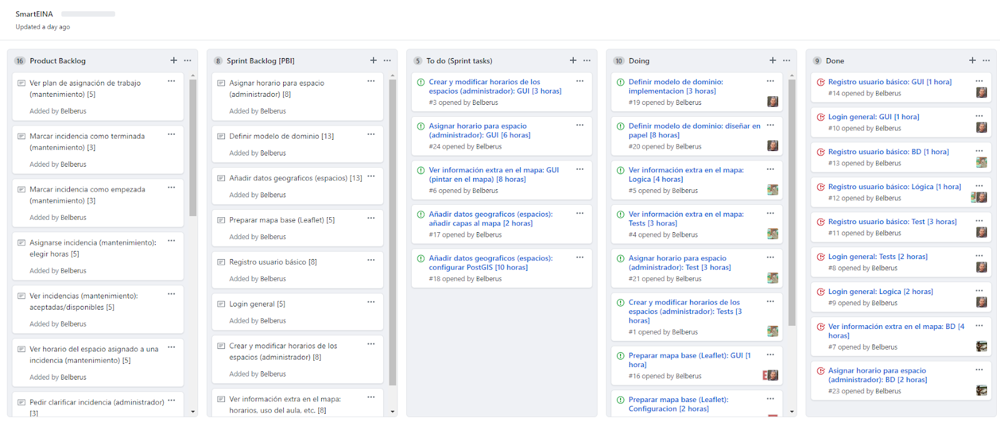 SmartEINA
Updated a day ago
16 Product Backlog
Ver plan de asignación de trabajo
(mantenimiento) [5]
Added by Belberus
Marcar incidencia como terminada
(mantenimiento) [3]
Added by Belberus
Marcar incidencia como empezada
(mantenimiento) [3]
Added by Belberus
Asignarse incidencia (mantenimiento):
elegir horas [5]
Added by Belberus
Ver incidencias (mantenimiento):
aceptadas/disponibles [5]
Added by Belberus
Ver horario del espacio asignado a una
incidencia (mantenimiento) [5]
Added by Belberus
Pedir clarificar incidencia (administrador)
[3]
8 Sprint Backlog [PBI]
Asignar horario para espacio
(administrador) [8]
Added by Belberus
Definir modelo de dominio [13]
Added by Belberus
Añadir datos geograficos (espacios) [13]
Added by Belberus
Preparar mapa base (Leaflet) [5]
Added by Belberus
Registro usuario básico [8]
Added by Belberus
Login general [5]
Added by Belberus
Crear y modificar horarios de los
espacios (administrador) [8]
Added by Belberus
Ver información extra en el mapa:
horarios, uso del aula, etc. [8]
5 To do (Sprint tasks)
Crear y modificar horarios de los
espacios (administrador): GUI [3 horas]
#3 opened by Belberus
Asignar horario para espacio
(administrador): GUI [6 horas]
#24 opened by Belberus
Ver información extra en el mapa: GUI
(pintar en el mapa) [8 horas]
#6 opened by Belberus
Añadir datos geograficos (espacios):
añadir capas al mapa [2 horas]
#17 opened by Belberus
Añadir datos geograficos (espacios):
configurar PostGIS [10 horas]
#18 opened by Belberus
10 Doing
Definir modelo de dominio:
implementacion [3 horas]
#19 opened by Belberus
Definir modelo de dominio: diseñar en
papel [8 horas]
#20 opened by Belberus
Ver información extra en el mapa:
Logica [4 horas]
#5 opened by Belberus
Ver información extra en el mapa:
Tests [3 horas]
#4 opened by Belberus
Asignar horario para espacio
(administrador): Test [3 horas]
#21 opened by Belberus
Crear y modificar horarios de los
espacios (administrador): Tests [3
horas]
#1 opened by Belberus
Preparar mapa base (Leaflet): GUI [1
hora]
#16 opened by Belberus
Preparar mapa base (Leaflet):
Configuracion [2 horas]
9 Done
Registro usuario básico: GUI [1 hora]
#14 opened by Belberus
Login general: GUI [1 hora]
#10 opened by Belberus
Registro usuario básico: BD [1 hora]
#13 opened by Belberus
Registro usuario básico: Lógica [1 hora]
#12 opened by Belberus
Registro usuario básico: Test [3 horas]
#11 opened by Belberus
Login general: Tests [2 horas]
#8 opened by Belberus
Login general: Logica [2 horas]
#9 opened by Belberus
Ver información extra en el mapa: BD [4
horas]
#7 opened by Belberus
Asignar horario para espacio
(administrador): BD [2 horas]
#23 opened by Belberus